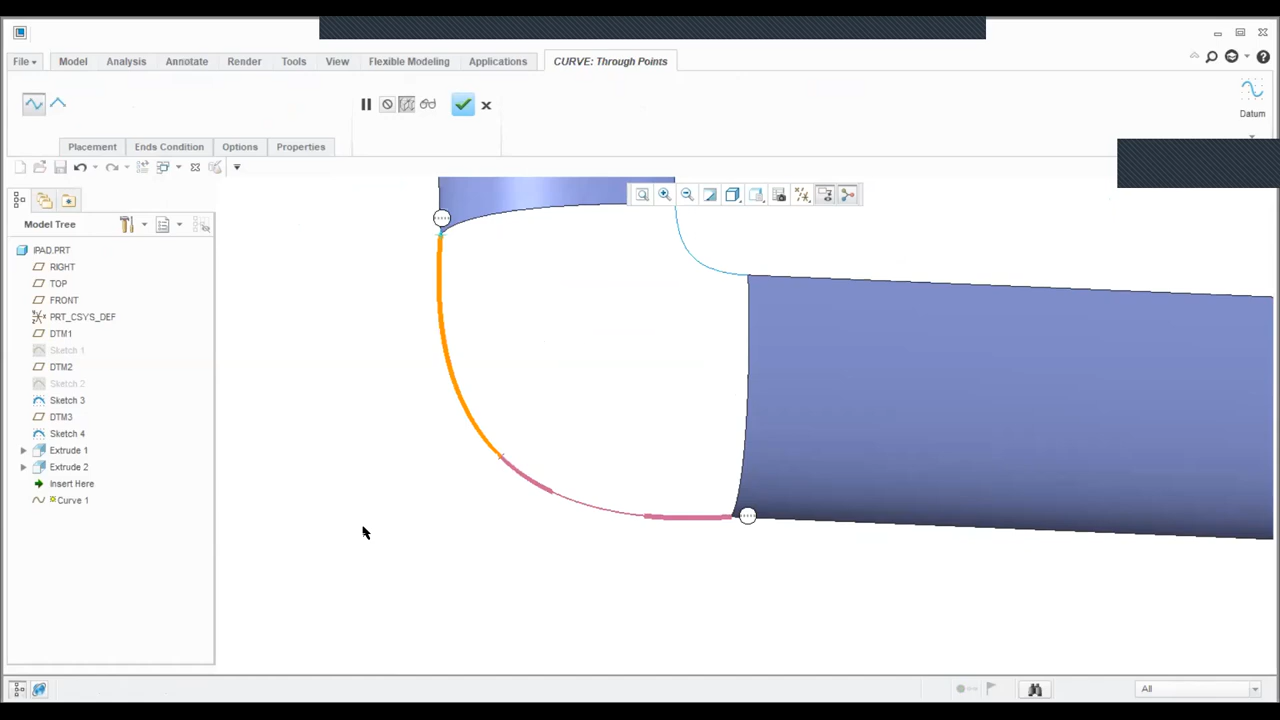 File Model Analysis Annotate Render Tools View Flexible Modeling Applications CURVE: Through Points
Datum
Placement Ends Condition Options Properties
Model Tree
IPAD.PRT
RIGHT
TOP
FRONT
PRT_CSYS_DEF
DTM1
Sketch 1
DTM2
Sketch 2
Sketch 3
DTM3
Sketch 4
Extrude 1
Extrude 2
Insert Here
Curve 1
All